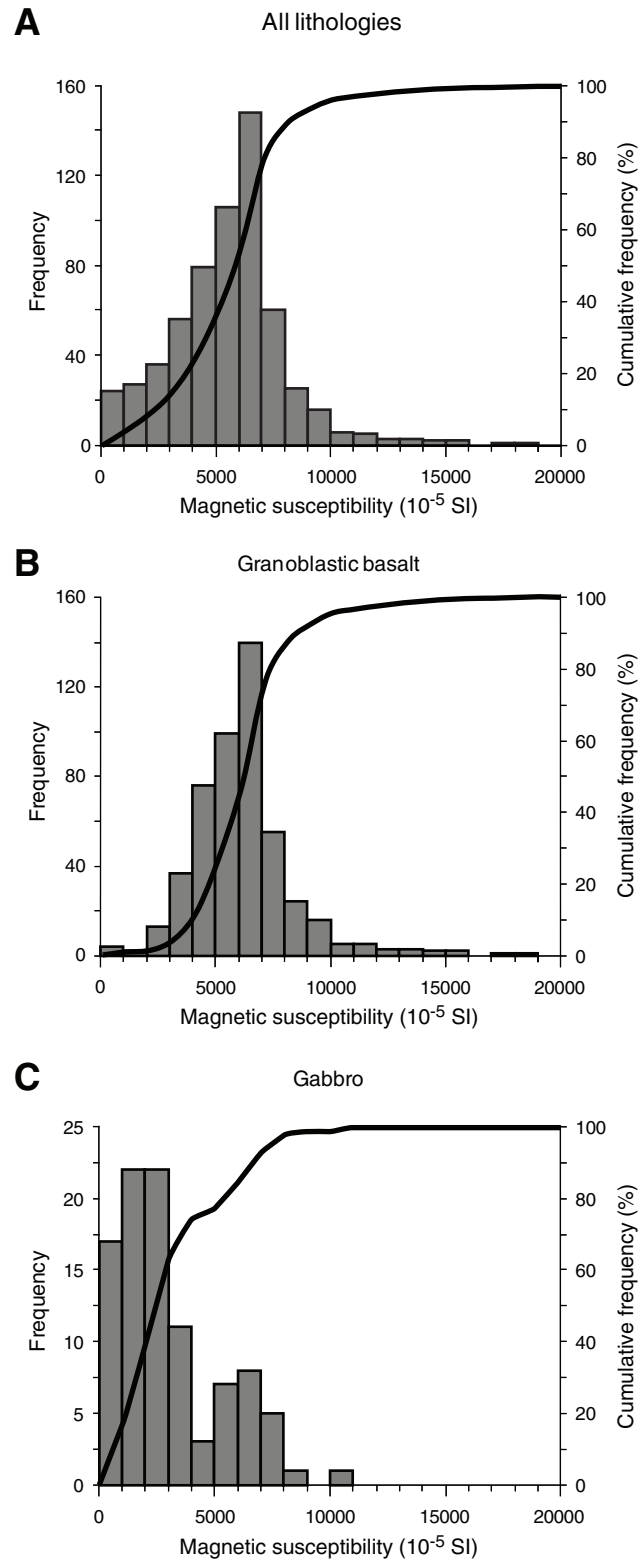 A
All lithologies
160
120
80
40
0
Frequency
100
80
60
40
20
0
Cumulative frequency (%)
0 5000 10000 15000 20000
Magnetic susceptibility (10⁻⁵ SI)
B
Granoblastic basalt
160
120
80
40
0
Frequency
100
80
60
40
20
0
Cumulative frequency (%)
0 5000 10000 15000 20000
Magnetic susceptibility (10⁻⁵ SI)
C
Gabbro
25
20
15
10
5
0
Frequency
100
80
60
40
20
0
Cumulative frequency (%)
0 5000 10000 15000 20000
Magnetic susceptibility (10⁻⁵ SI)